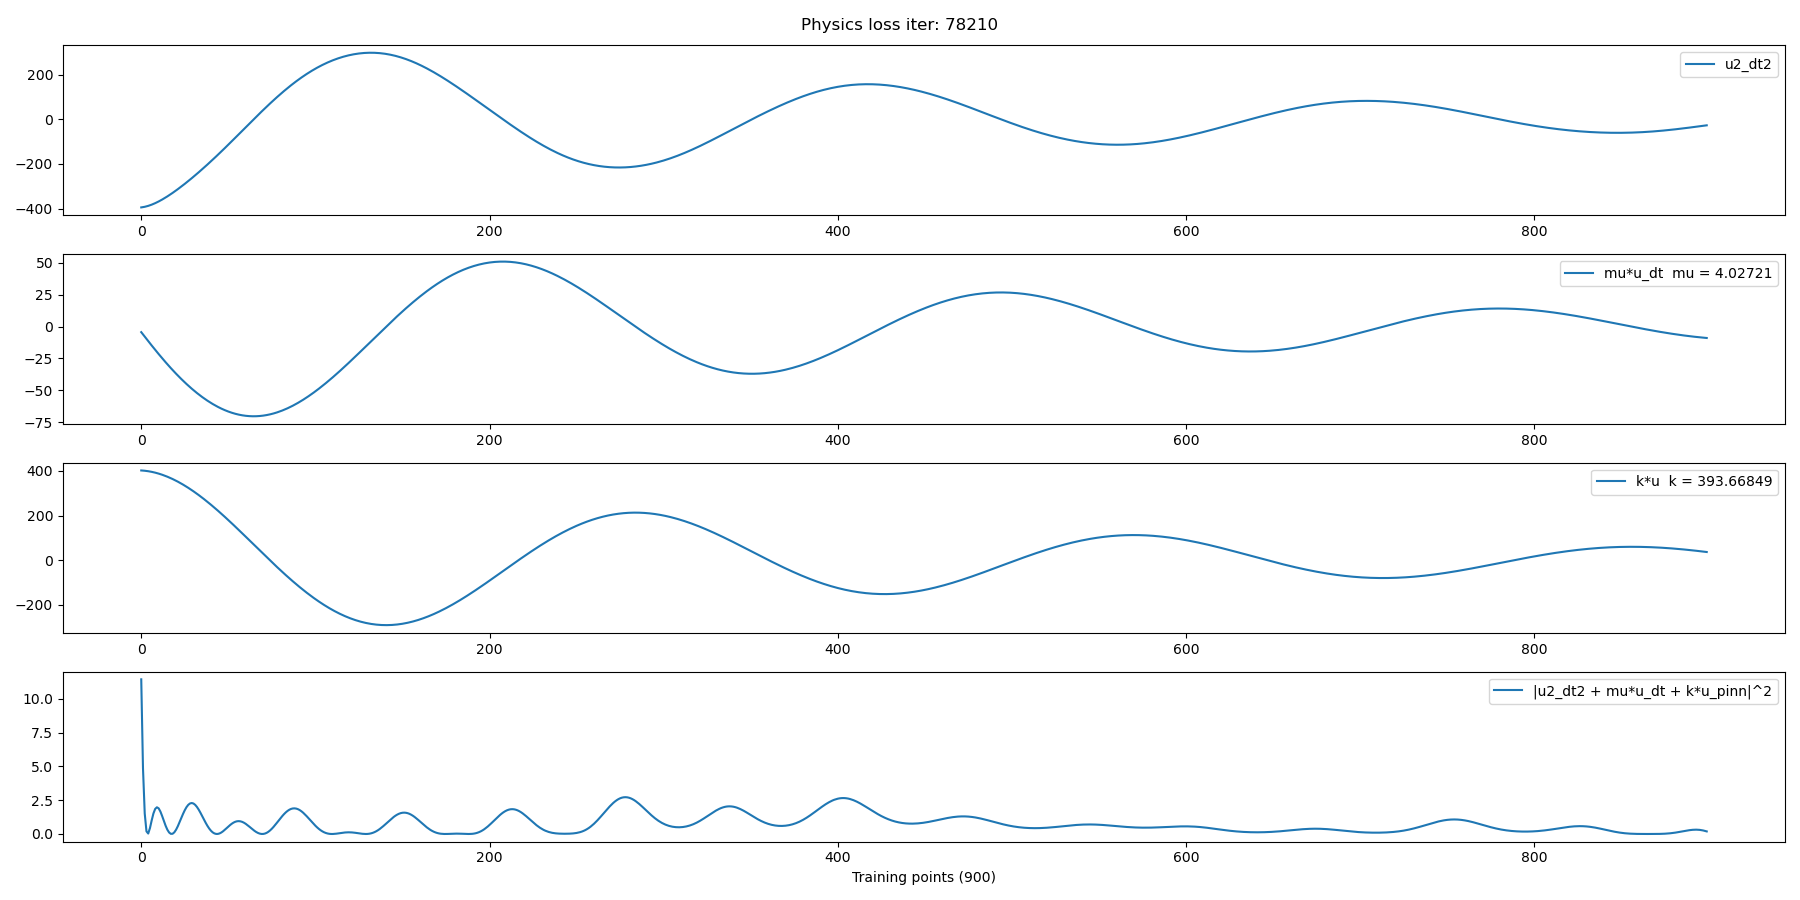 Physics loss iter: 78210
u2_dt2
200
0
−200
−400
0 200 400 600 800
mu*u_dt mu = 4.02721
50
25
0
−25
−50
−75
0 200 400 600 800
k*u k = 393.66849
400
200
0
−200
0 200 400 600 800
|u2_dt2 + mu*u_dt + k*u_pinn|^2
10.0
7.5
5.0
2.5
0.0
0 200 400 600 800
Training points (900)